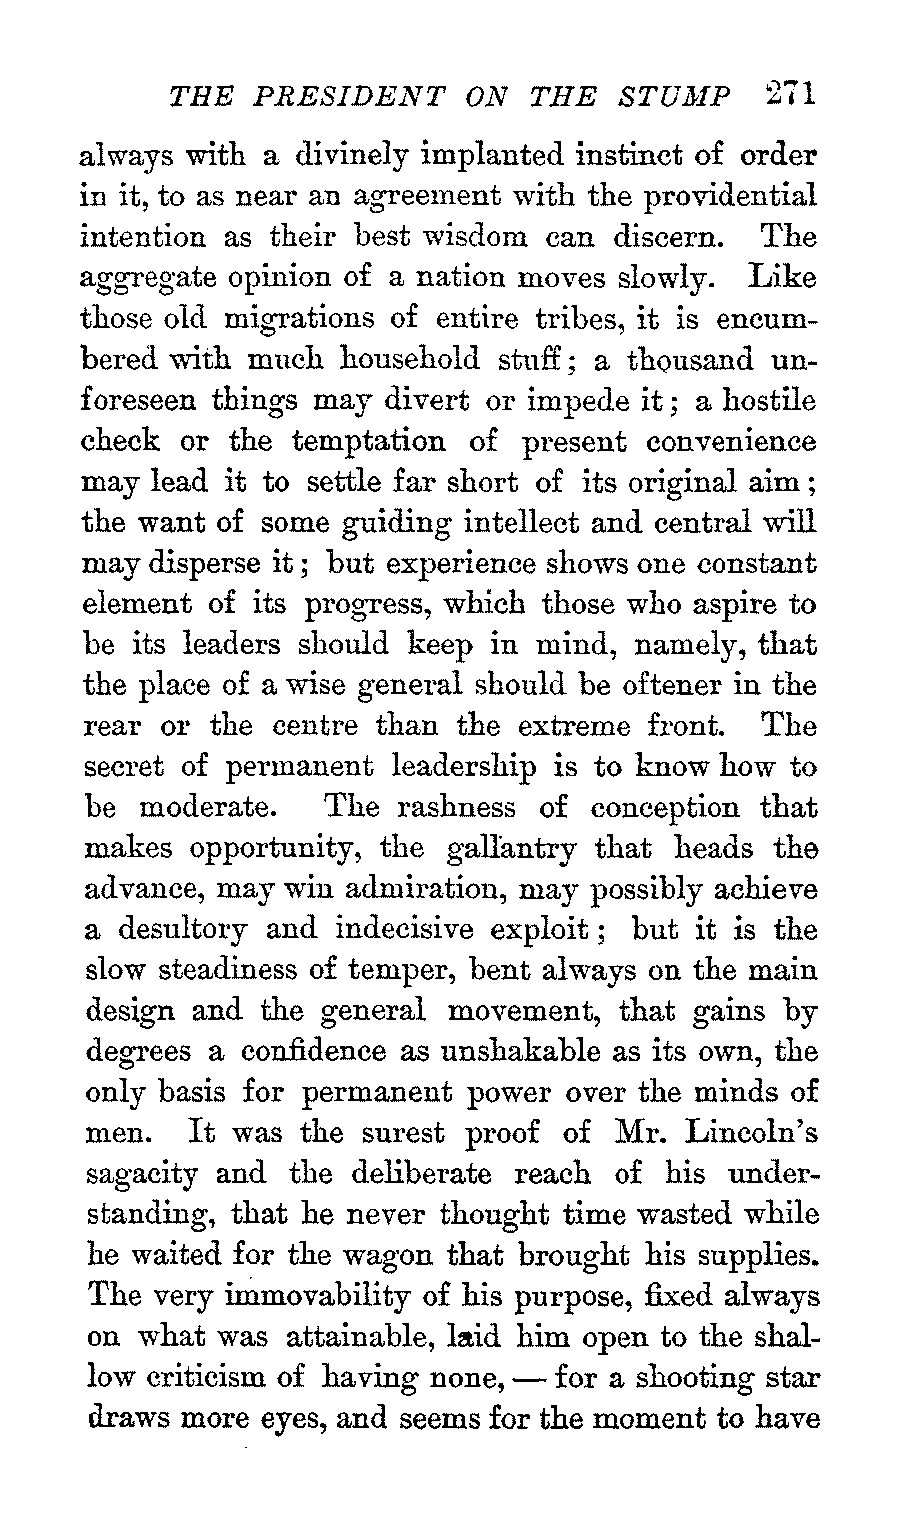 THE PRESIDENT ON THE STUMP 271
always with a divinely implanted instinct of order
in it, to as near an agreement with the providential
intention as their best wisdom can discern. The
aggregate opinion of a nation moves slowly. Like
those old migrations of entire tribes, it is encum-
bered with much household stuff; a thousand un-
foreseen things may divert or impede it; a hostile
check or the temptation of present convenience
may lead it to settle far short of its original aim;
the want of some guiding intellect and central will
may disperse it; but experience shows one constant
element of its progress, which those who aspire to
be its leaders should keep in mind, namely, that
the place of a wise general should be oftener in the
rear or the centre than the extreme front. The
secret of permanent leadership is to know how to
be moderate. The rashness of conception that
makes opportunity, the gallantry that heads the
advance, may win admiration, may possibly achieve
a desultory and indecisive exploit; but it is the
slow steadiness of temper, bent always on the main
design and the general movement, that gains by
degrees a confidence as unshakable as its own, the
only basis for permanent power over the minds of
men. It was the surest proof of Mr. Lincoln's
sagacity and the deliberate reach of his under-
standing, that he never thought time wasted while
he waited for the wagon that brought his supplies.
The very immovability of his purpose, fixed always
on what was attainable, laid him open to the shal-
low criticism of having none, — for a shooting star
draws more eyes, and seems for the moment to have